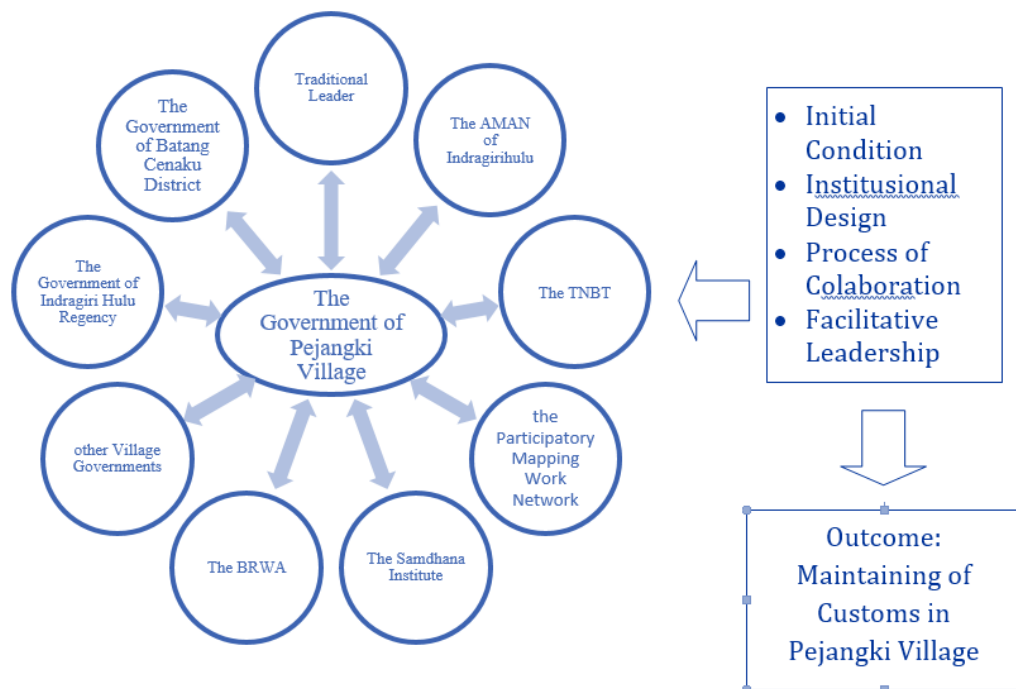 Traditional
Leader
The AMAN
of
Indragirihulu
The TNBT
the
Participatory
Mapping
Work
Network
The Samdhana
Institute
The BRWA
other Village
Governments
The
Government of
Indragiri Hulu
Regency
The
Government
of Batang
Cenaku
District
The
Government of
Pejangki
Village
• Initial
Condition
• Institusional
Design
• Process of
Colaboration
• Facilitative
Leadership
Outcome:
Maintaining of
Customs in
Pejangki Village